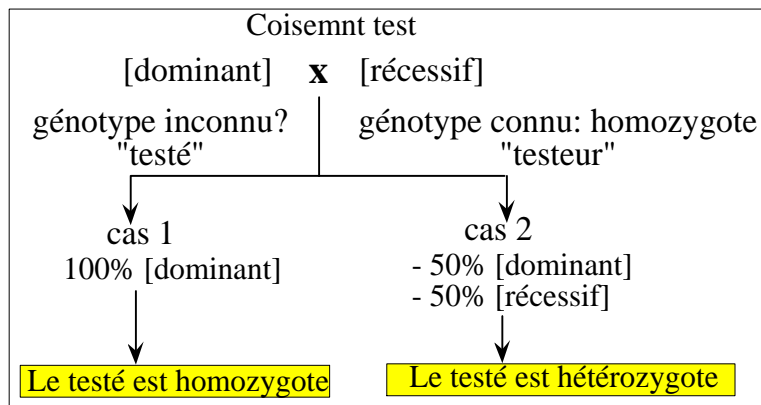 Coisemnt test
[dominant] x [récessif]
génotype inconnu? génotype connu: homozygote
"testé" "testeur"
cas 1 cas 2
100% [dominant] - 50% [dominant]
- 50% [récessif]
Le testé est homozygote Le testé est hétérozygote